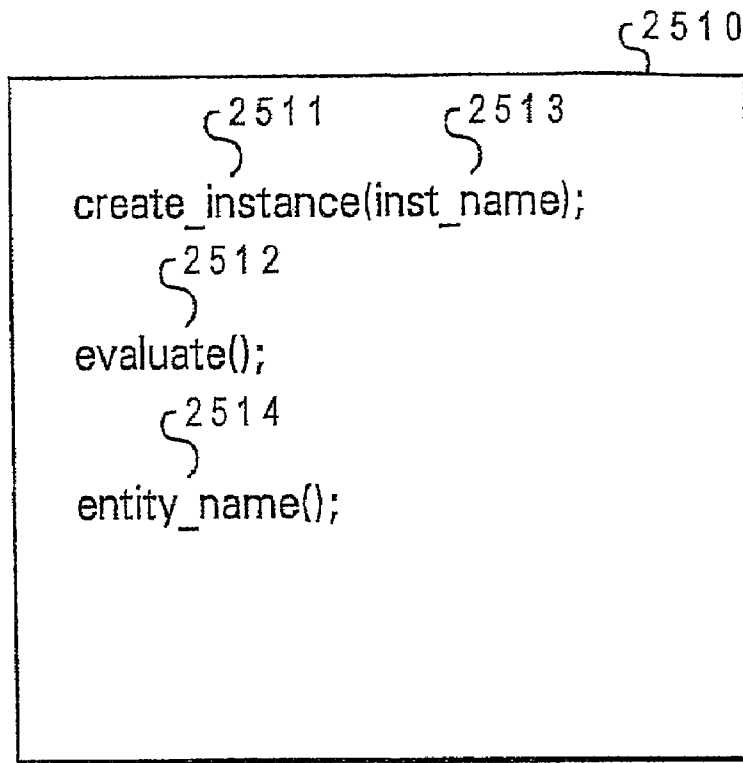 2510
2511 2513
create_instance(inst_name);
2512
evaluate();
2514
entity_name();